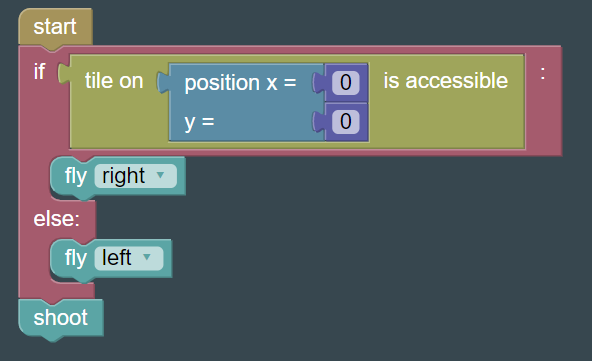 start
if tile on position x = 0 is accessible :
y = 0
fly right
else:
fly left
shoot